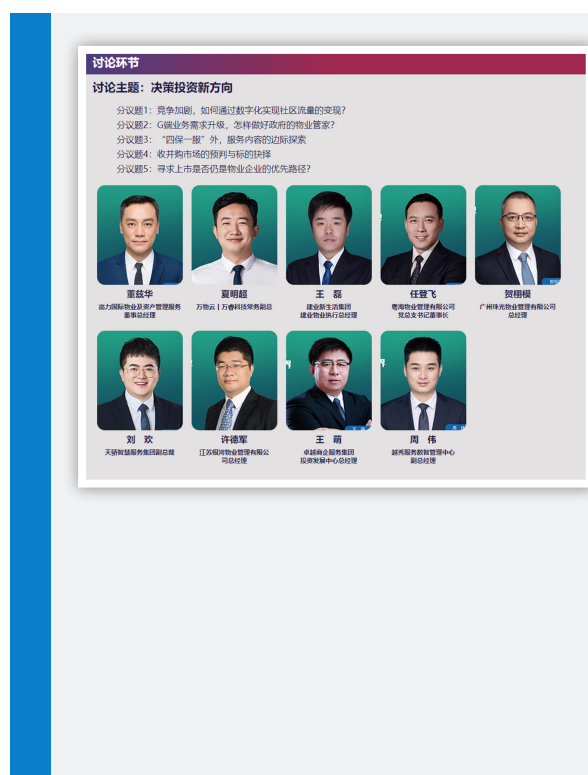 讨论环节
讨论主题：决策投资新方向
分议题1：竞争加剧，如何通过数字化实现社区流量的变现？
分议题2：G端业务需求升级，怎样做好政府的物业管家？
分议题3：“四保一服”外，服务内容的边际探索
分议题4：收并购市场的预判与标的抉择
分议题5：寻求上市是否仍是物业企业的优先路径？
董兹华
高力国际物业及资产管理服务
董事总经理
夏明超
万物云 | 万睿科技常务副总
王 磊
建业新生活集团
建业物业执行总经理
任登飞
粤海物业管理有限公司
党总支书记董事长
贺栩模
广州珠光物业管理有限公司
总经理
刘 欢
天骄智慧服务集团副总裁
许德军
江苏银河物业管理有限公
司总经理
王 萌
卓越商企服务集团
投资发展中心总经理
周 伟
越秀服务数智管理中心
副总经理